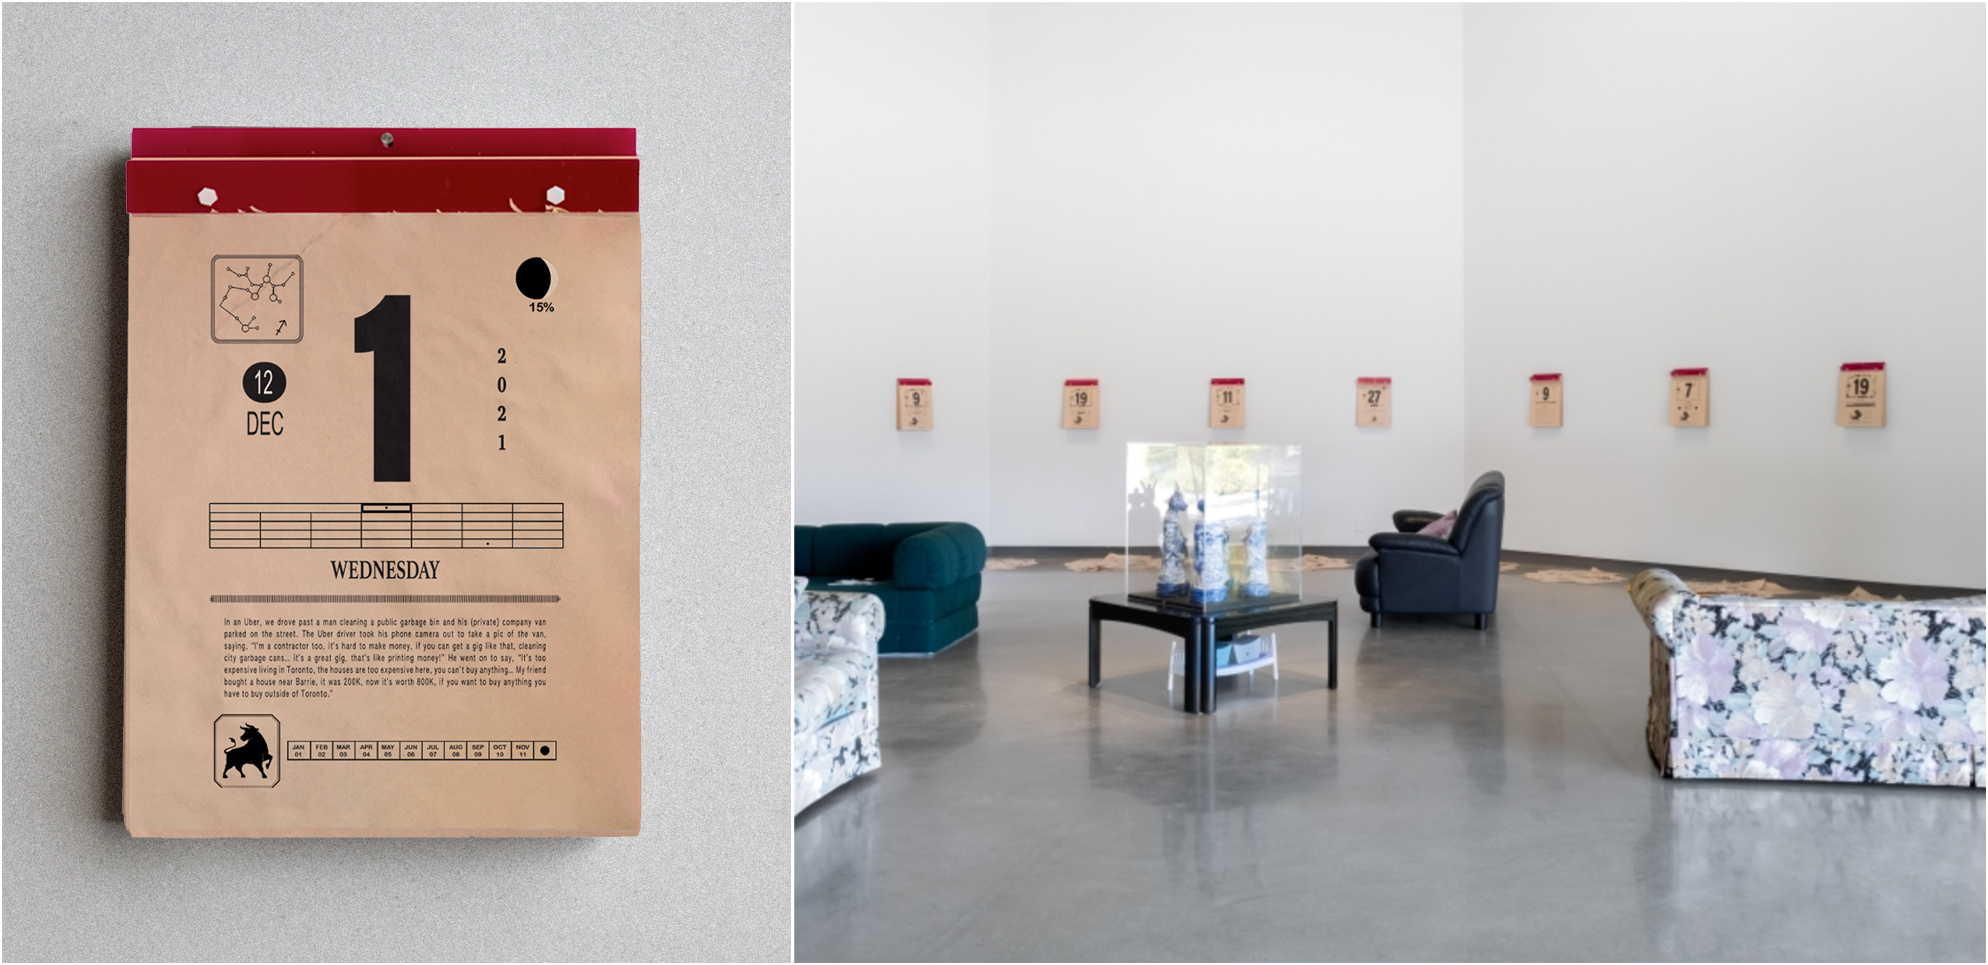 15%
12
DEC
1
2
0
2
1
WEDNESDAY
In an Uber, we drove past a man cleaning a public garbage bin and his (private) company van
parked on the street. The Uber driver took his phone camera out to take a pic of the van,
saying, "I'm a contractor too, it's hard to make money, if you can get a gig like that, cleaning
city garbage cans... it's a great gig, that's like printing money!" He went on to say, "It's too
expensive living in Toronto, the houses are too expensive here, you can't buy anything... My friend
bought a house near Barrie, it was 200K, now it's worth 800K, if you want to buy anything you
have to buy outside of Toronto."
JAN FEB MAR APR MAY JUN JUL AUG SEP OCT NOV
01 02 03 04 05 06 07 08 09 10 11
9 19 11 27 9 7 19